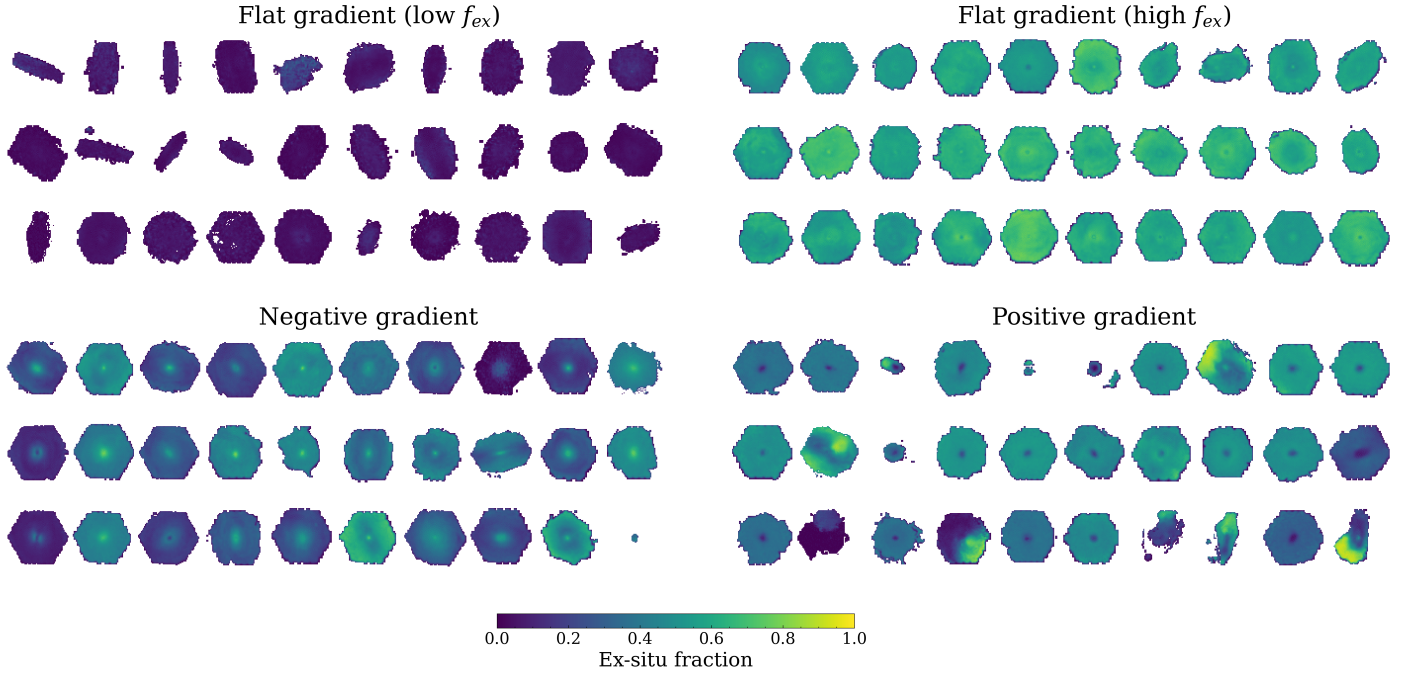 Flat gradient (low f_ex)
Flat gradient (high f_ex)
Negative gradient
Positive gradient
0.0 0.2 0.4 0.6 0.8 1.0
Ex-situ fraction